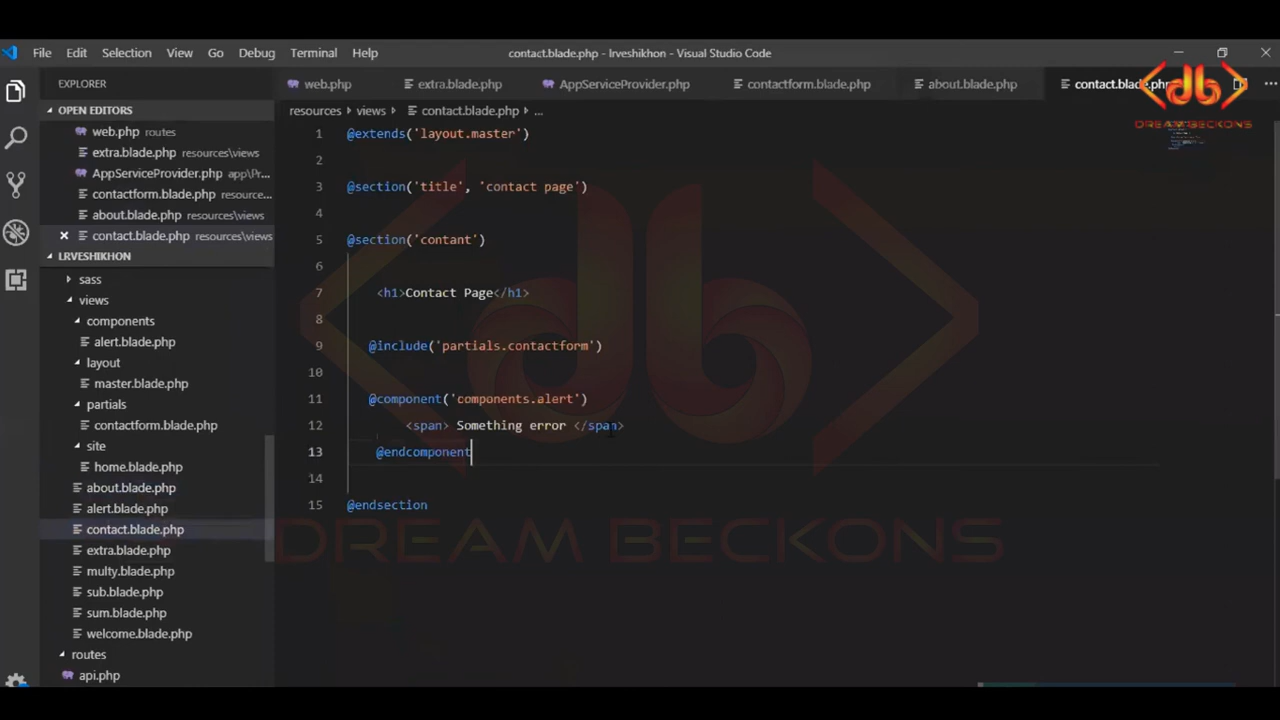 File Edit Selection View Go Debug Terminal Help contact.blade.php - lrveshikhon - Visual Studio Code
EXPLORER
web.php extra.blade.php AppServiceProvider.php contactform.blade.php about.blade.php contact.blade.php
DREAM BECKONS
OPEN EDITORS
web.php routes
extra.blade.php resources\views
AppServiceProvider.php app\Pr...
contactform.blade.php resource...
about.blade.php resources\views
contact.blade.php resources\views
LRVESHIKHON
sass
views
components
alert.blade.php
layout
master.blade.php
partials
contactform.blade.php
site
home.blade.php
about.blade.php
alert.blade.php
contact.blade.php
extra.blade.php
multy.blade.php
sub.blade.php
sum.blade.php
welcome.blade.php
routes
api.php
resources views contact.blade.php ...
1 @extends('layout.master')
2
3 @section('title', 'contact page')
4
5 @section('contant')
6
7 <h1>Contact Page</h1>
8
9 @include('partials.contactform')
10
11 @component('components.alert')
12 <span> Something error </span>
13 @endcomponent
14
15 @endsection
DREAM BECKONS